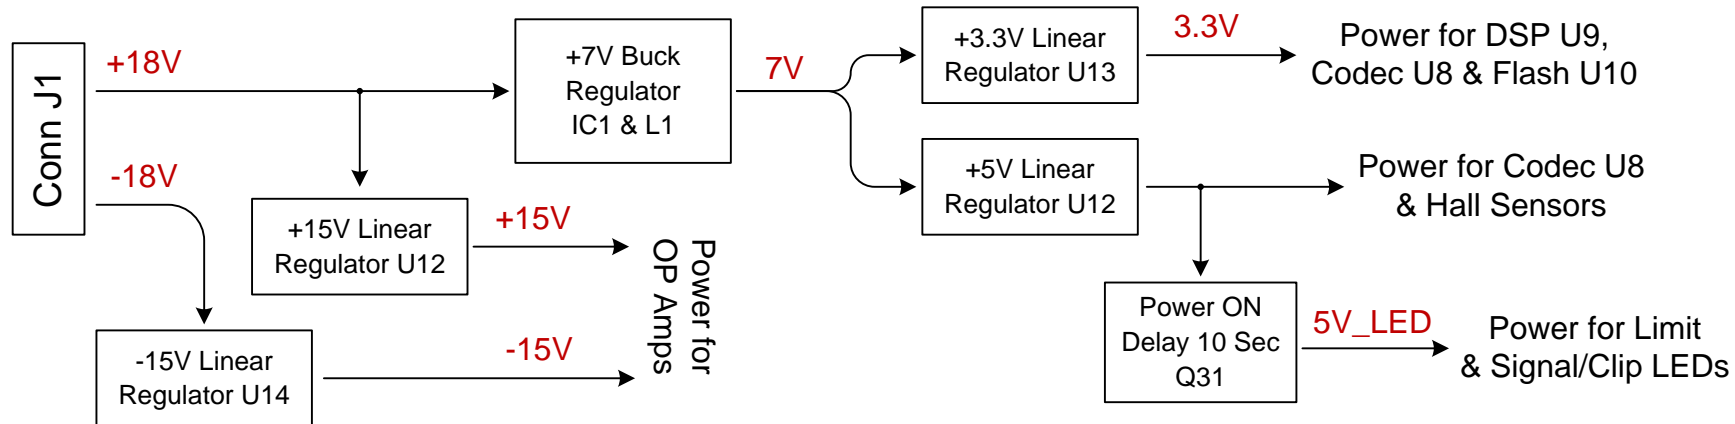 Conn J1
+18V
-18V
+7V Buck
Regulator
IC1 & L1
7V
+3.3V Linear
Regulator U13
3.3V
Power for DSP U9,
Codec U8 & Flash U10
+5V Linear
Regulator U12
Power for Codec U8
& Hall Sensors
+15V Linear
Regulator U12
+15V
-15V Linear
Regulator U14
-15V
Power for
OP Amps
Power ON
Delay 10 Sec
Q31
5V_LED
Power for Limit
& Signal/Clip LEDs